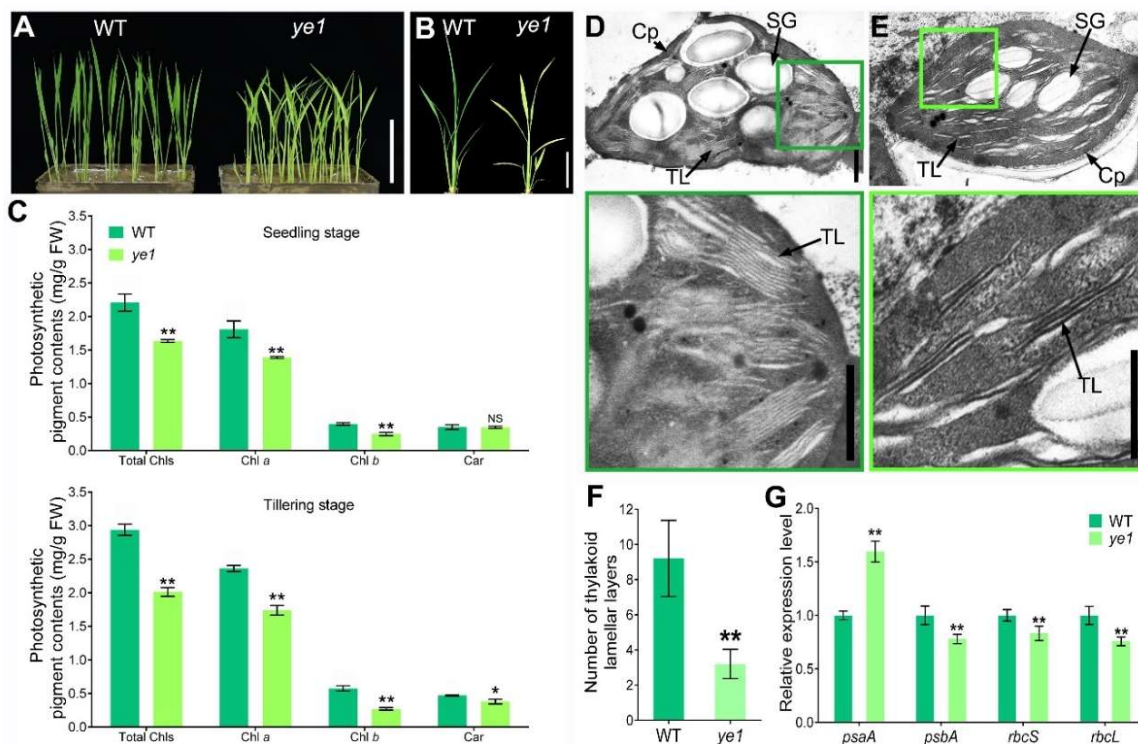 A
WT
ye1
B
WT
ye1
C
Photosynthetic
pigment contents (mg/g FW)
3.5
3.0
2.5
2.0
1.5
1.0
0.5
0.0
WT
ye1
Seedling stage
**
**
**
NS
Total Chls
Chl a
Chl b
Car
Photosynthetic
pigment contents (mg/g FW)
3.5
3.0
2.5
2.0
1.5
1.0
0.5
0.0
Tillering stage
**
**
**
*
Total Chls
Chl a
Chl b
Car
D
Cp
SG
TL
TL
E
SG
Cp
TL
TL
F
Number of thylakoid
lamellar layers
12
10
8
6
4
2
0
**
WT
ye1
G
Relative expression level
2.0
1.5
1.0
0.5
0.0
WT
ye1
**
**
**
**
psaA
psbA
rbcS
rbcL